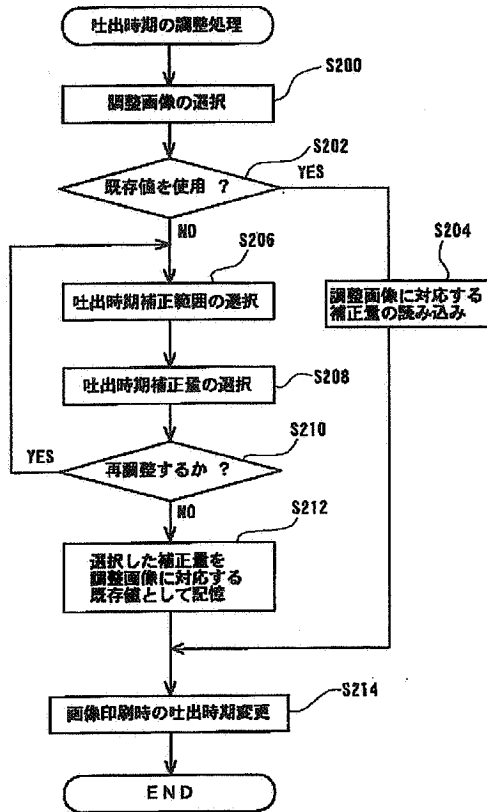 吐出時期の調整処理
S200
調整画像の選択
S202
既存値を使用 ?
YES
NO
S204
調整画像に対応する
補正量の読み込み
S206
吐出時期補正範囲の選択
S208
吐出時期補正量の選択
S210
再調整するか ?
YES
NO
S212
選択した補正量を
調整画像に対応する
既存値として記憶
S214
画像印刷時の吐出時期変更
END